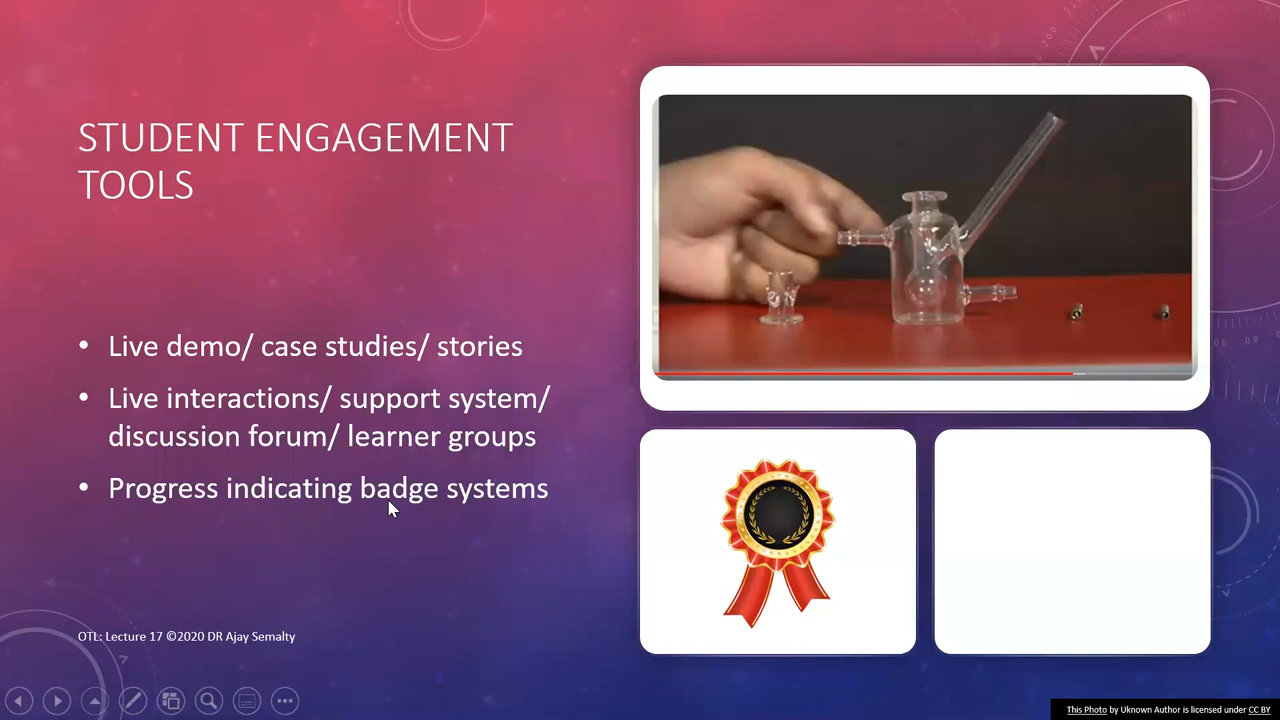 STUDENT ENGAGEMENT
TOOLS
• Live demo/ case studies/ stories
• Live interactions/ support system/
discussion forum/ learner groups
• Progress indicating badge systems
OTL: Lecture 17 ©2020 DR Ajay Semalty
This Photo by Uknown Author is licensed under CC BY